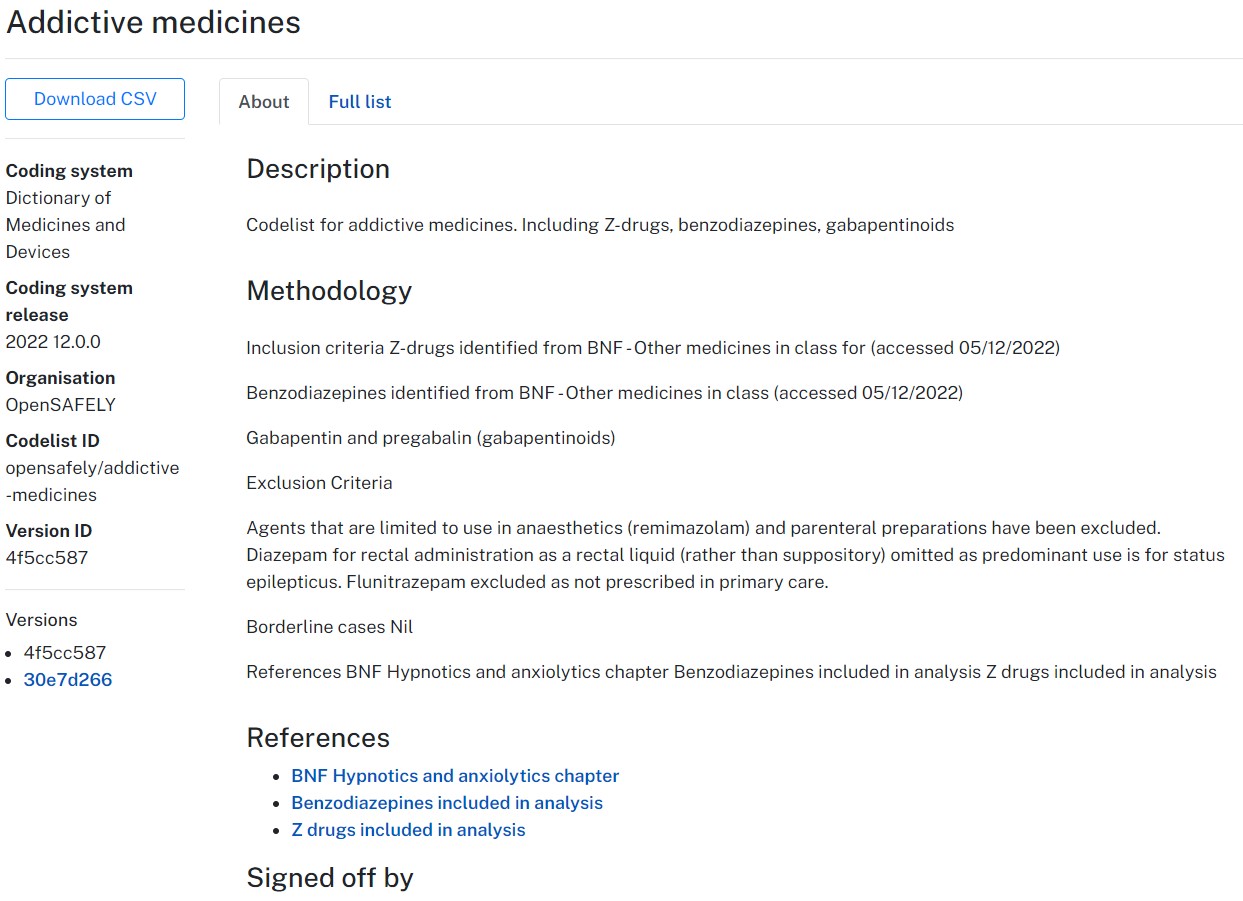 Addictive medicines
Download CSV
About
Full list
Coding system
Dictionary of
Medicines and
Devices
Coding system
release
2022 12.0.0
Organisation
OpenSAFELY
Codelist ID
opensafely/addictive
-medicines
Version ID
4f5cc587
Versions
4f5cc587
30e7d266
Description
Codelist for addictive medicines. Including Z-drugs, benzodiazepines, gabapentinoids
Methodology
Inclusion criteria Z-drugs identified from BNF - Other medicines in class for (accessed 05/12/2022)
Benzodiazepines identified from BNF - Other medicines in class (accessed 05/12/2022)
Gabapentin and pregabalin (gabapentinoids)
Exclusion Criteria
Agents that are limited to use in anaesthetics (remimazolam) and parenteral preparations have been excluded.
Diazepam for rectal administration as a rectal liquid (rather than suppository) omitted as predominant use is for status
epilepticus. Flunitrazepam excluded as not prescribed in primary care.
Borderline cases Nil
References BNF Hypnotics and anxiolytics chapter Benzodiazepines included in analysis Z drugs included in analysis
References
BNF Hypnotics and anxiolytics chapter
Benzodiazepines included in analysis
Z drugs included in analysis
Signed off by